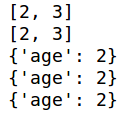 [2, 3]
[2, 3]
{'age': 2}
{'age': 2}
{'age': 2}